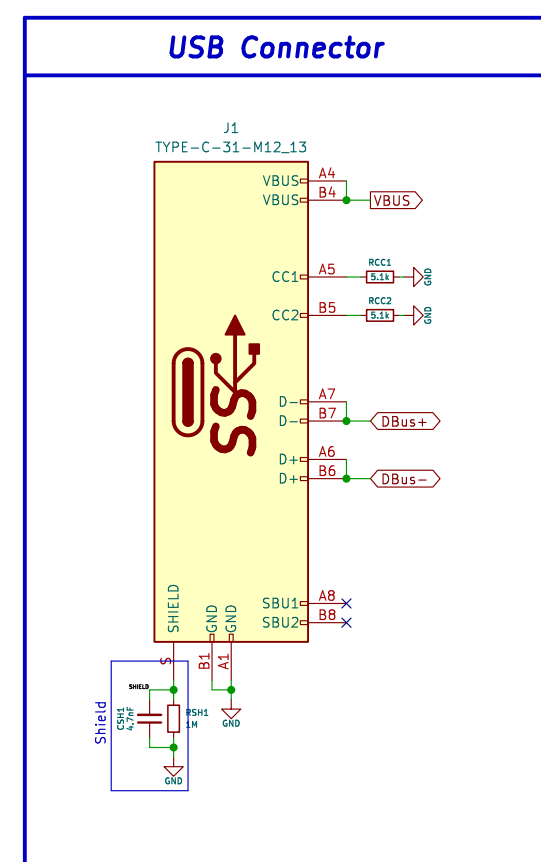 USB Connector
J1
TYPE-C-31-M12_13
VBUS A4
VBUS B4 VBUS
CC1 A5 RCC1 5.1k GND
CC2 B5 RCC2 5.1k GND
SS
D- A7
D- B7 DBus+
D+ A6
D+ B6 DBus-
SBU1 A8
SBU2 B8
SHIELD GND GND
S B1 A1
Shield
SHIELD
CSH1
4.7nF
RSH1
1M
GND
GND